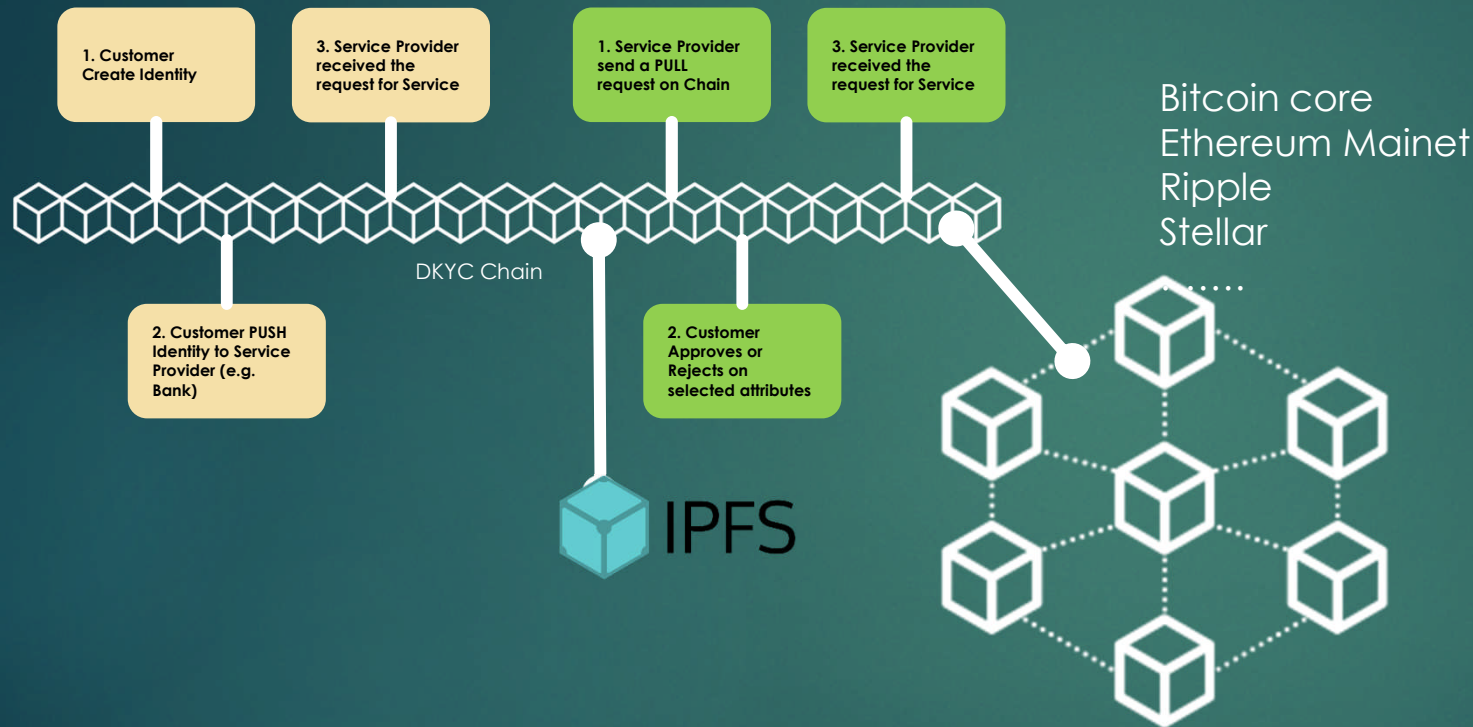 1. Customer
Create Identity
3. Service Provider
received the
request for Service
1. Service Provider
send a PULL
request on Chain
3. Service Provider
received the
request for Service
Bitcoin core
Ethereum Mainet
Ripple
Stellar
.......
DKYC Chain
2. Customer PUSH
Identity to Service
Provider (e.g.
Bank)
2. Customer
Approves or
Rejects on
selected attributes
IPFS